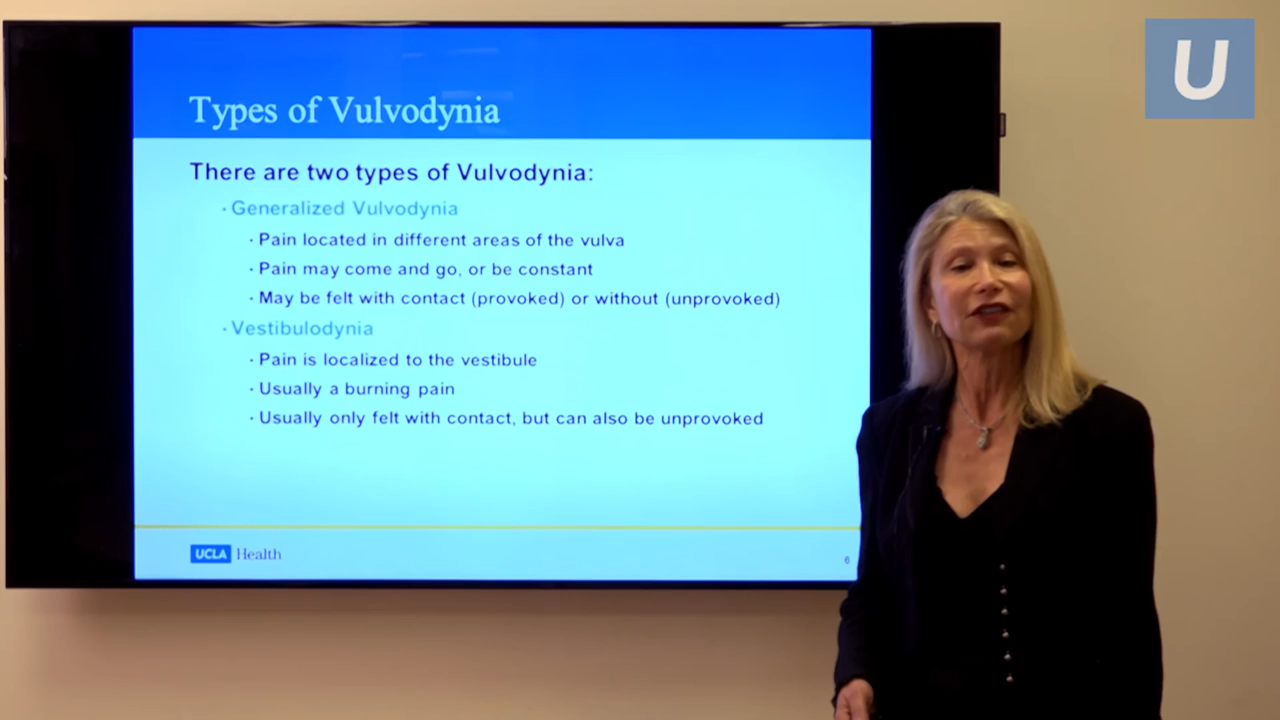 U
Types of Vulvodynia
There are two types of Vulvodynia:
· Generalized Vulvodynia
· Pain located in different areas of the vulva
· Pain may come and go, or be constant
· May be felt with contact (provoked) or without (unprovoked)
· Vestibulodynia
· Pain is localized to the vestibule
· Usually a burning pain
· Usually only felt with contact, but can also be unprovoked
UCLA Health
6